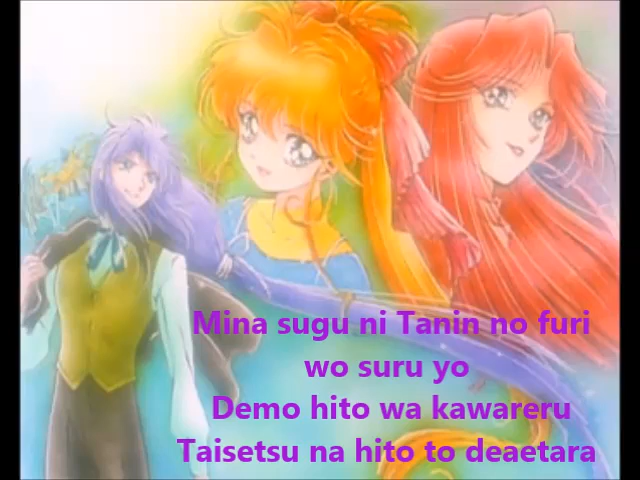 Mina sugu ni Tanin no furi
wo suru yo
Demo hito wa kawareru
Taisetsu na hito to deaetara